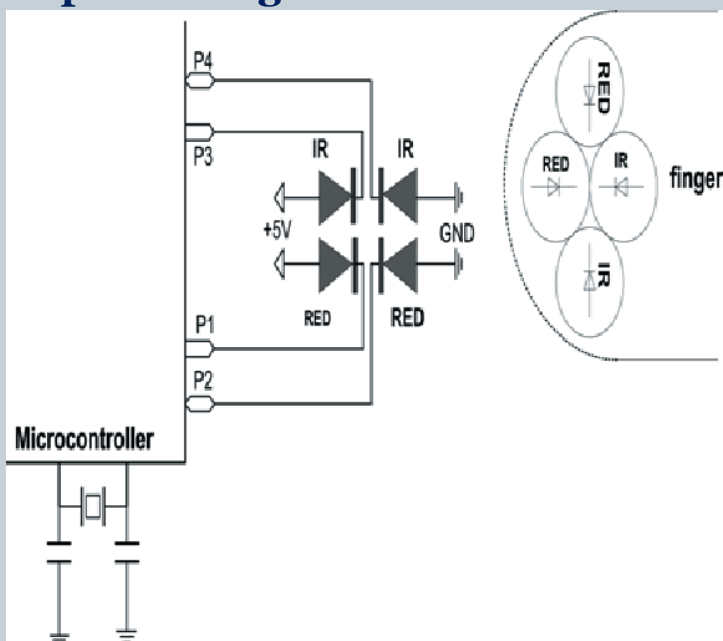 P4
P3
IR
IR
+5V
GND
RED
RED
P1
P2
Microcontroller
RED
RED
IR
IR
finger